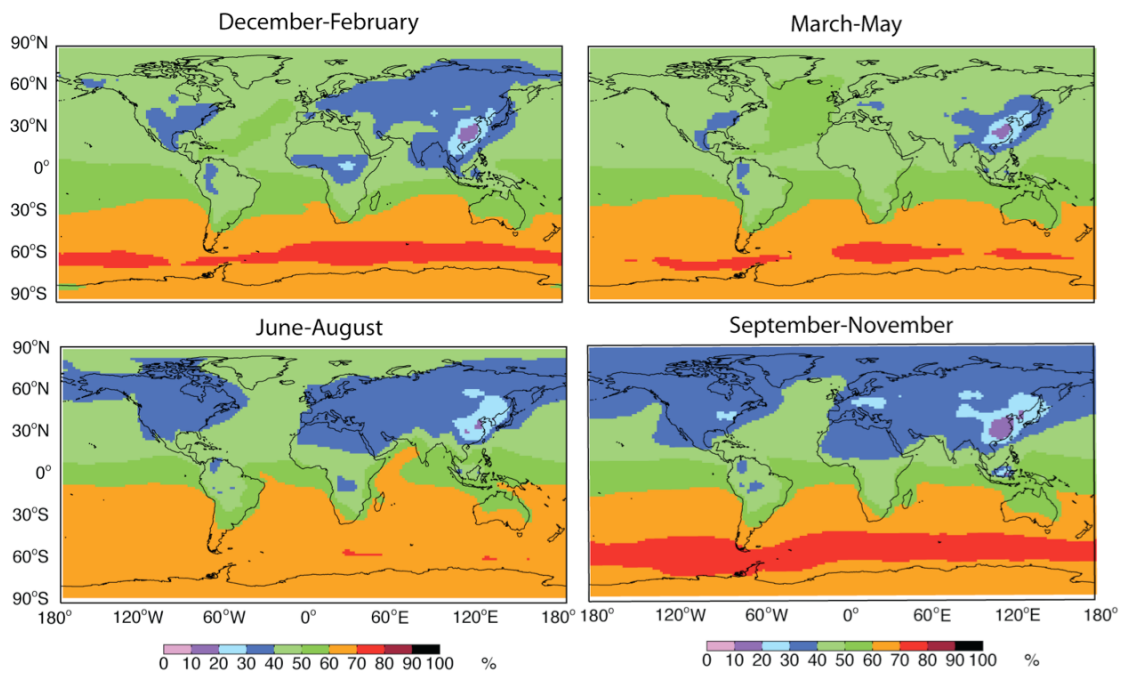 December-February
March-May
90°N
60°N
30°N
0°
30°S
60°S
90°S
June-August
September-November
90°N
60°N
30°N
0°
30°S
60°S
90°S
180° 120°W 60°W 0° 60°E 120°E 180°
180° 120°W 60°W 0° 60°E 120°E 180°
0 10 20 30 40 50 60 70 80 90 100 %
0 10 20 30 40 50 60 70 80 90 100 %